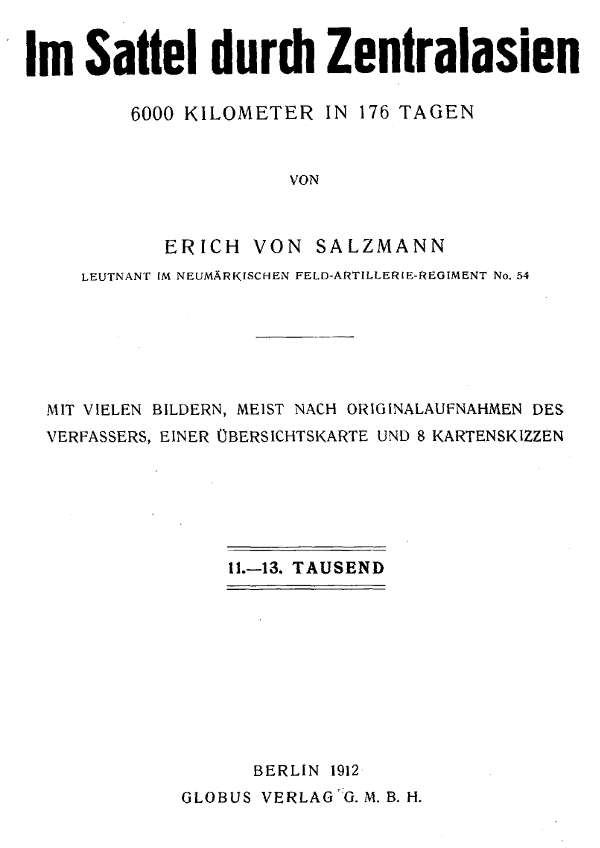 Im Sattel durch Zentralasien
6000 KILOMETER IN 176 TAGEN
VON
ERICH VON SALZMANN
LEUTNANT IM NEUMÄRKISCHEN FELD-ARTILLERIE-REGIMENT No. 54
MIT VIELEN BILDERN, MEIST NACH ORIGINALAUFNAHMEN DES
VERFASSERS, EINER ÜBERSICHTSKARTE UND 8 KARTENSKIZZEN
11.—13. TAUSEND
BERLIN 1912
GLOBUS VERLAG G. M. B. H.